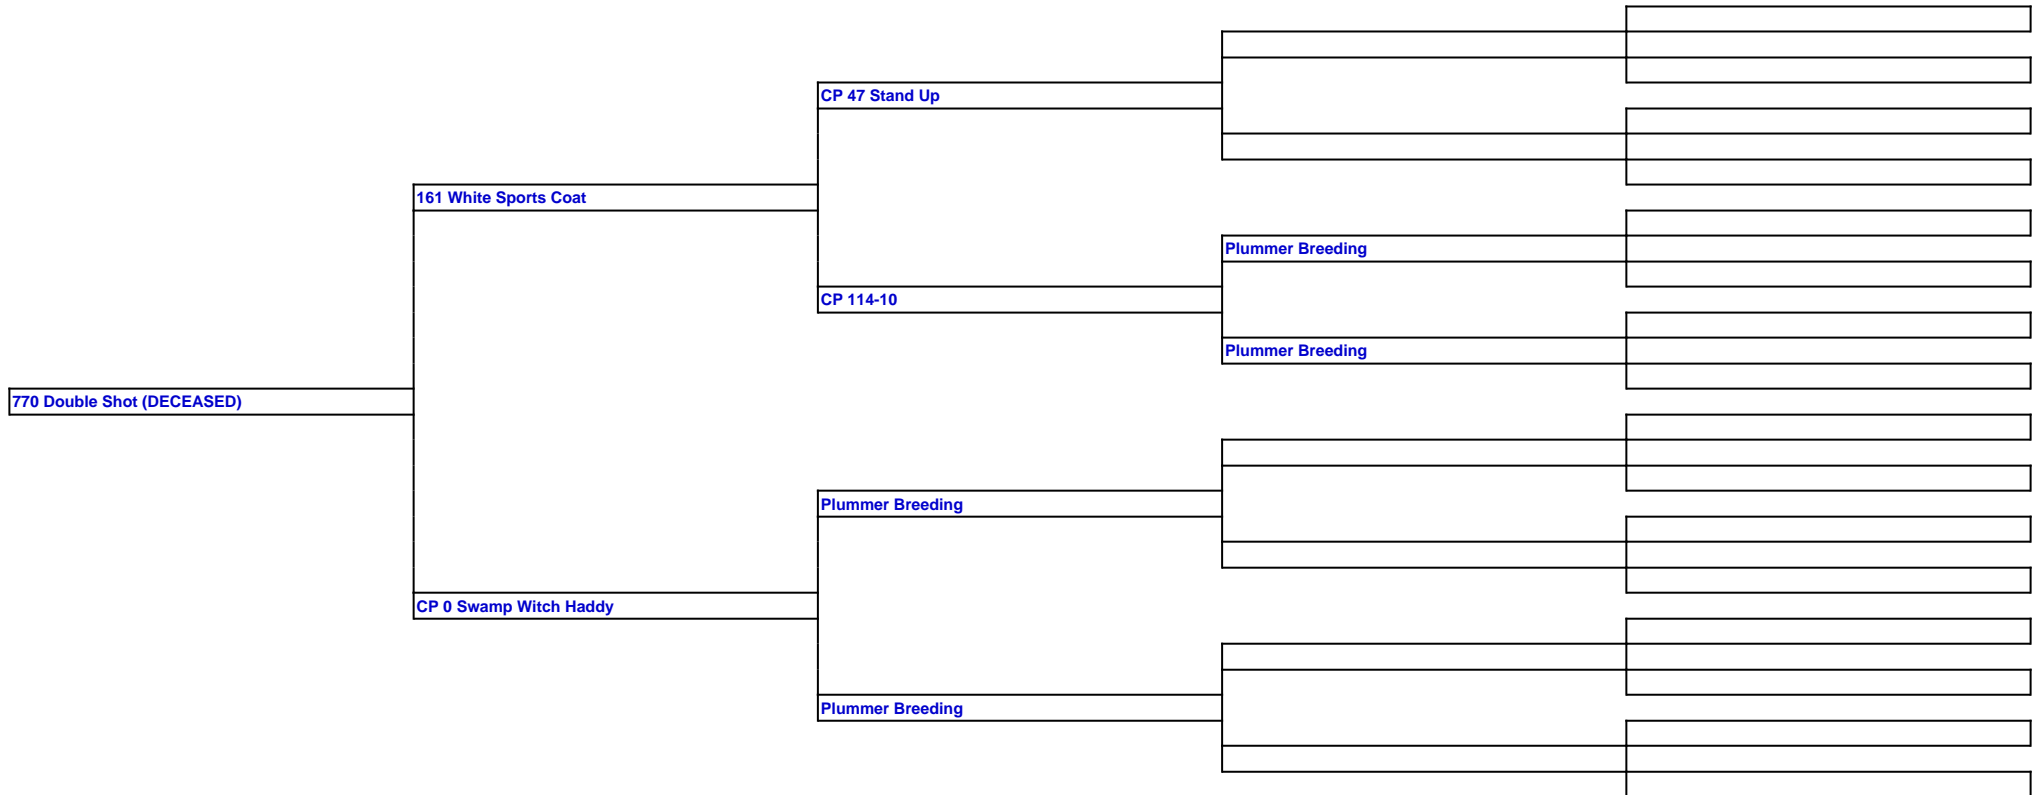 CP 47 Stand Up
161 White Sports Coat
Plummer Breeding
CP 114-10
Plummer Breeding
770 Double Shot (DECEASED)
Plummer Breeding
CP 0 Swamp Witch Haddy
Plummer Breeding